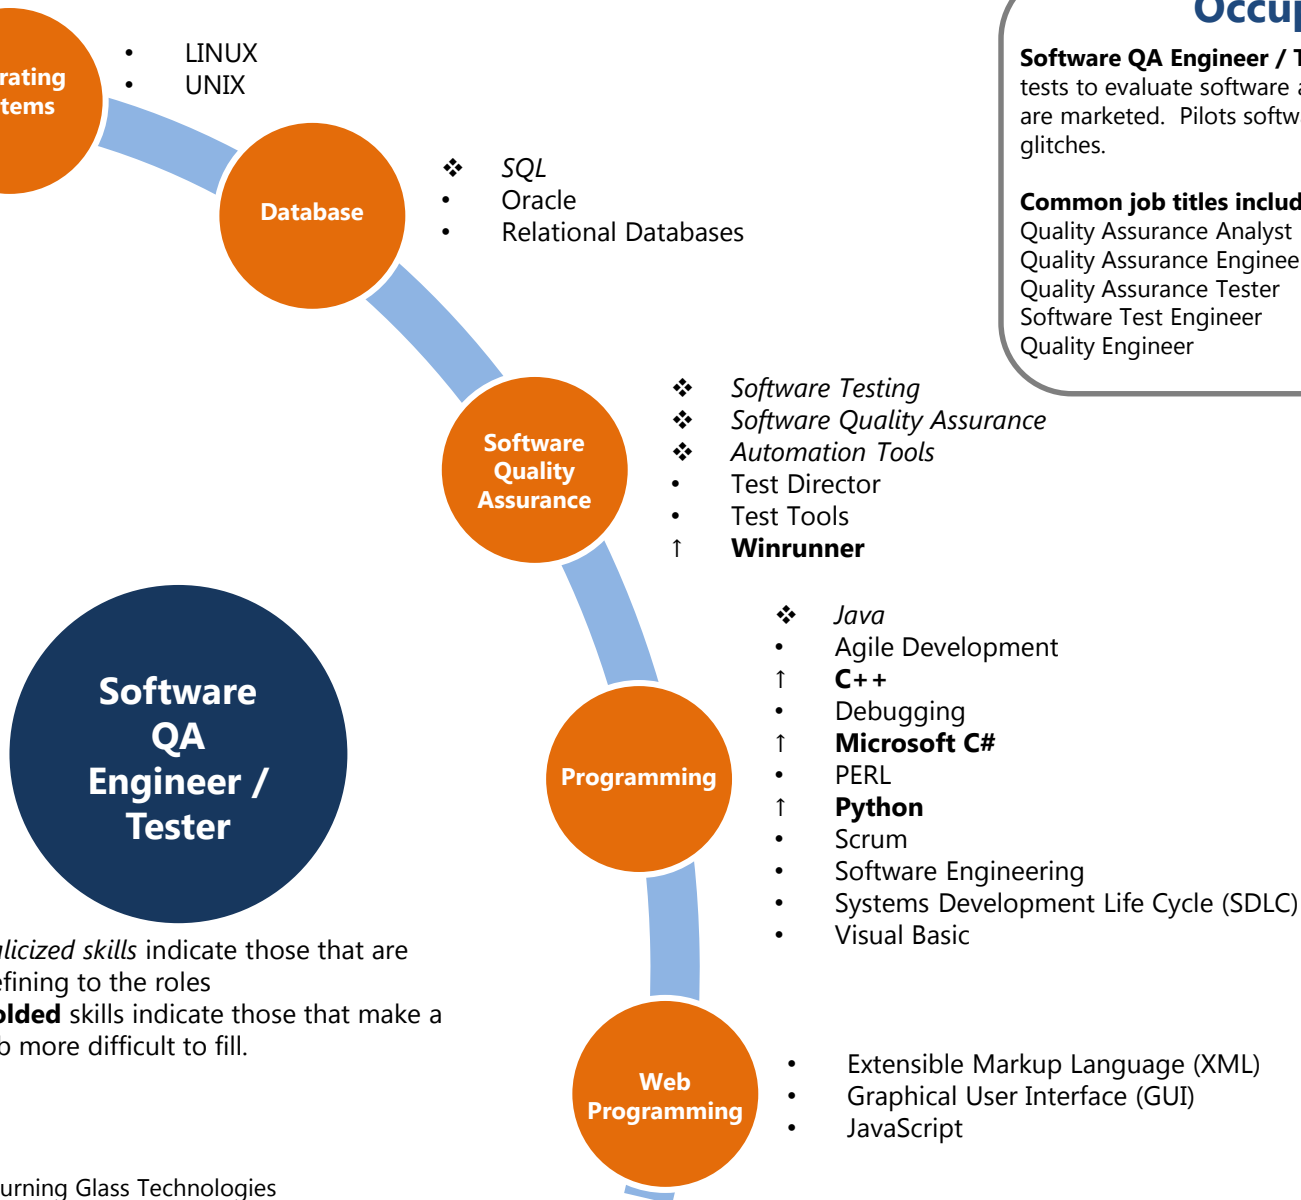 rating
tems
• LINUX
• UNIX
Database
❖ SQL
• Oracle
• Relational Databases
Occup
Software QA Engineer / T
tests to evaluate software a
are marketed. Pilots softwa
glitches.
Common job titles includ
Quality Assurance Analyst
Quality Assurance Enginee
Quality Assurance Tester
Software Test Engineer
Quality Engineer
Software
Quality
Assurance
❖ Software Testing
❖ Software Quality Assurance
❖ Automation Tools
• Test Director
• Test Tools
↑ Winrunner
Programming
❖ Java
• Agile Development
↑ C++
• Debugging
↑ Microsoft C#
• PERL
↑ Python
• Scrum
• Software Engineering
• Systems Development Life Cycle (SDLC)
• Visual Basic
Software
QA
Engineer /
Tester
alicized skills indicate those that are
efining to the roles
olded skills indicate those that make a
b more difficult to fill.
Web
Programming
• Extensible Markup Language (XML)
• Graphical User Interface (GUI)
• JavaScript
urning Glass Technologies